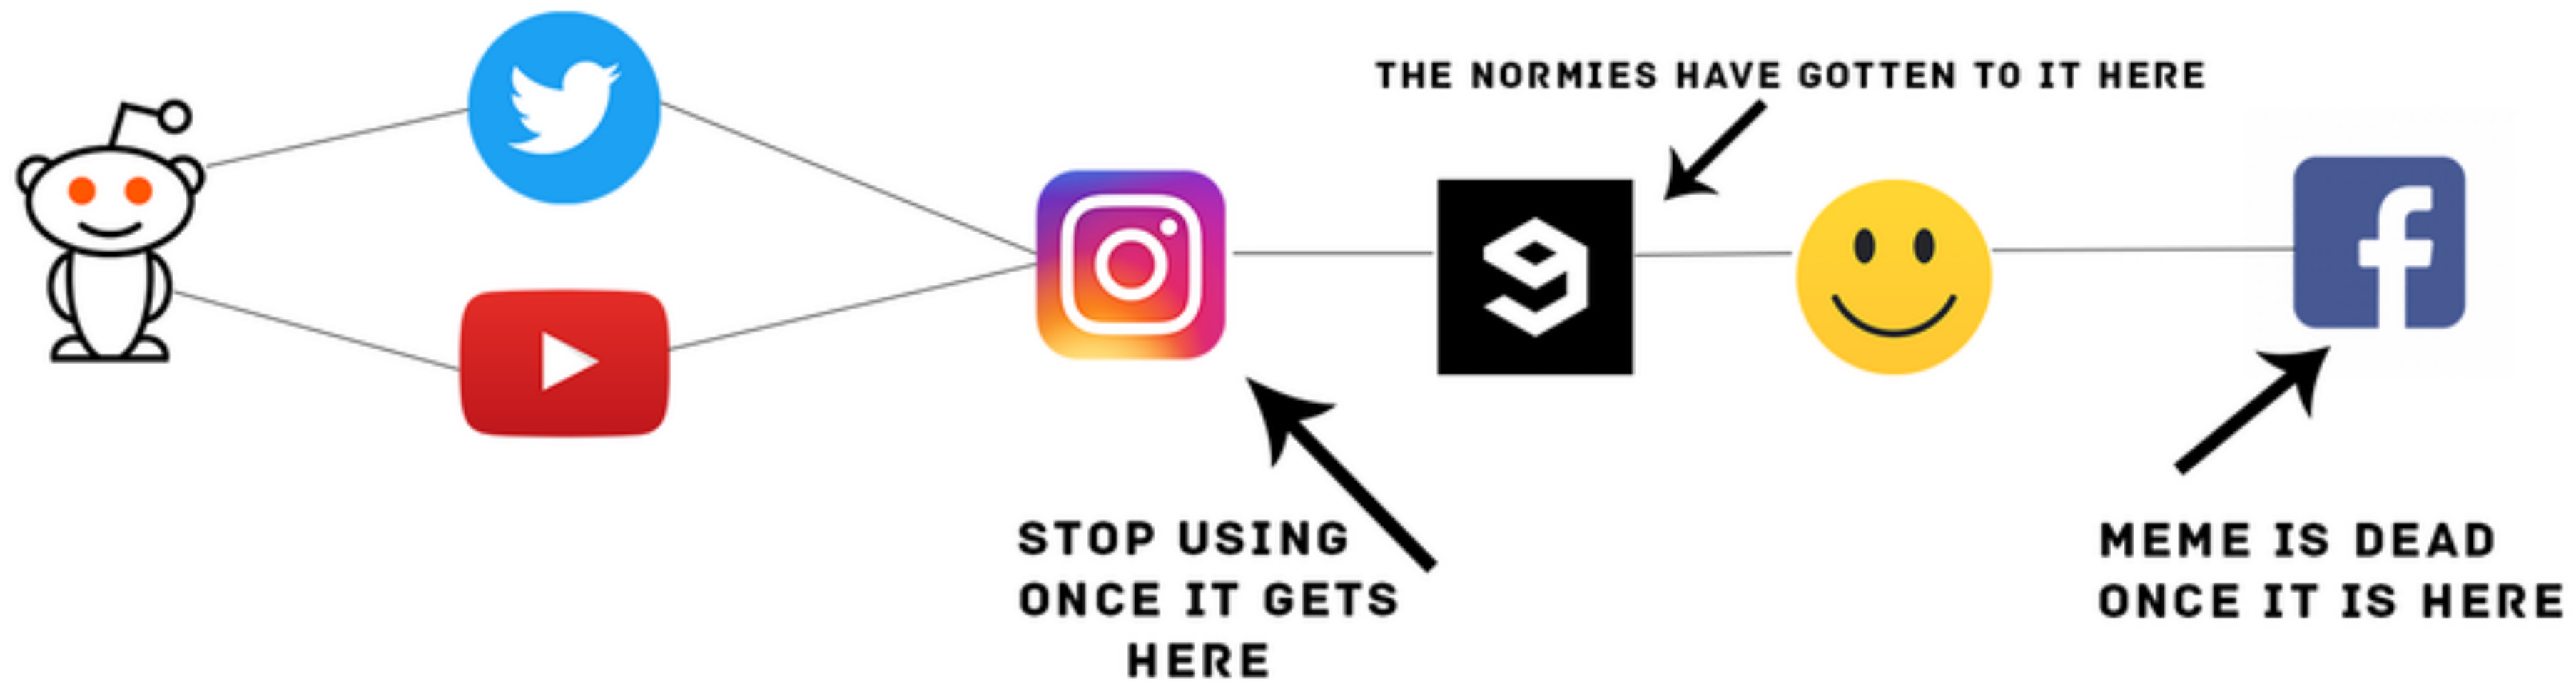 THE NORMIES HAVE GOTTEN TO IT HERE
STOP USING
ONCE IT GETS
HERE
MEME IS DEAD
ONCE IT IS HERE